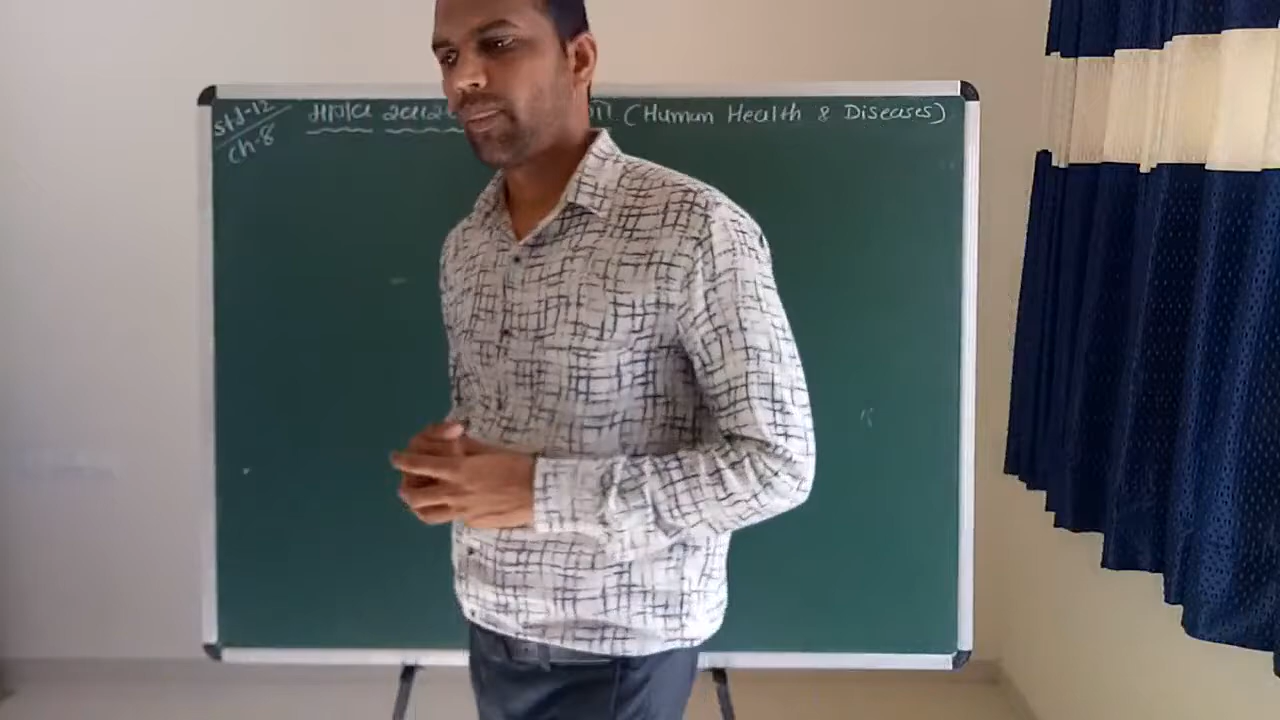 std-12
ch-8
માનવ (Human Health & Diseases)